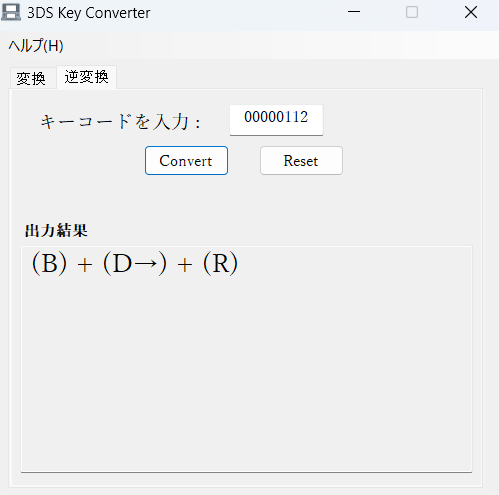 3DS Key Converter
ヘルプ(H)
変換 逆変換
キーコードを入力： 00000112
Convert Reset
出力結果
(B) + (D→) + (R)